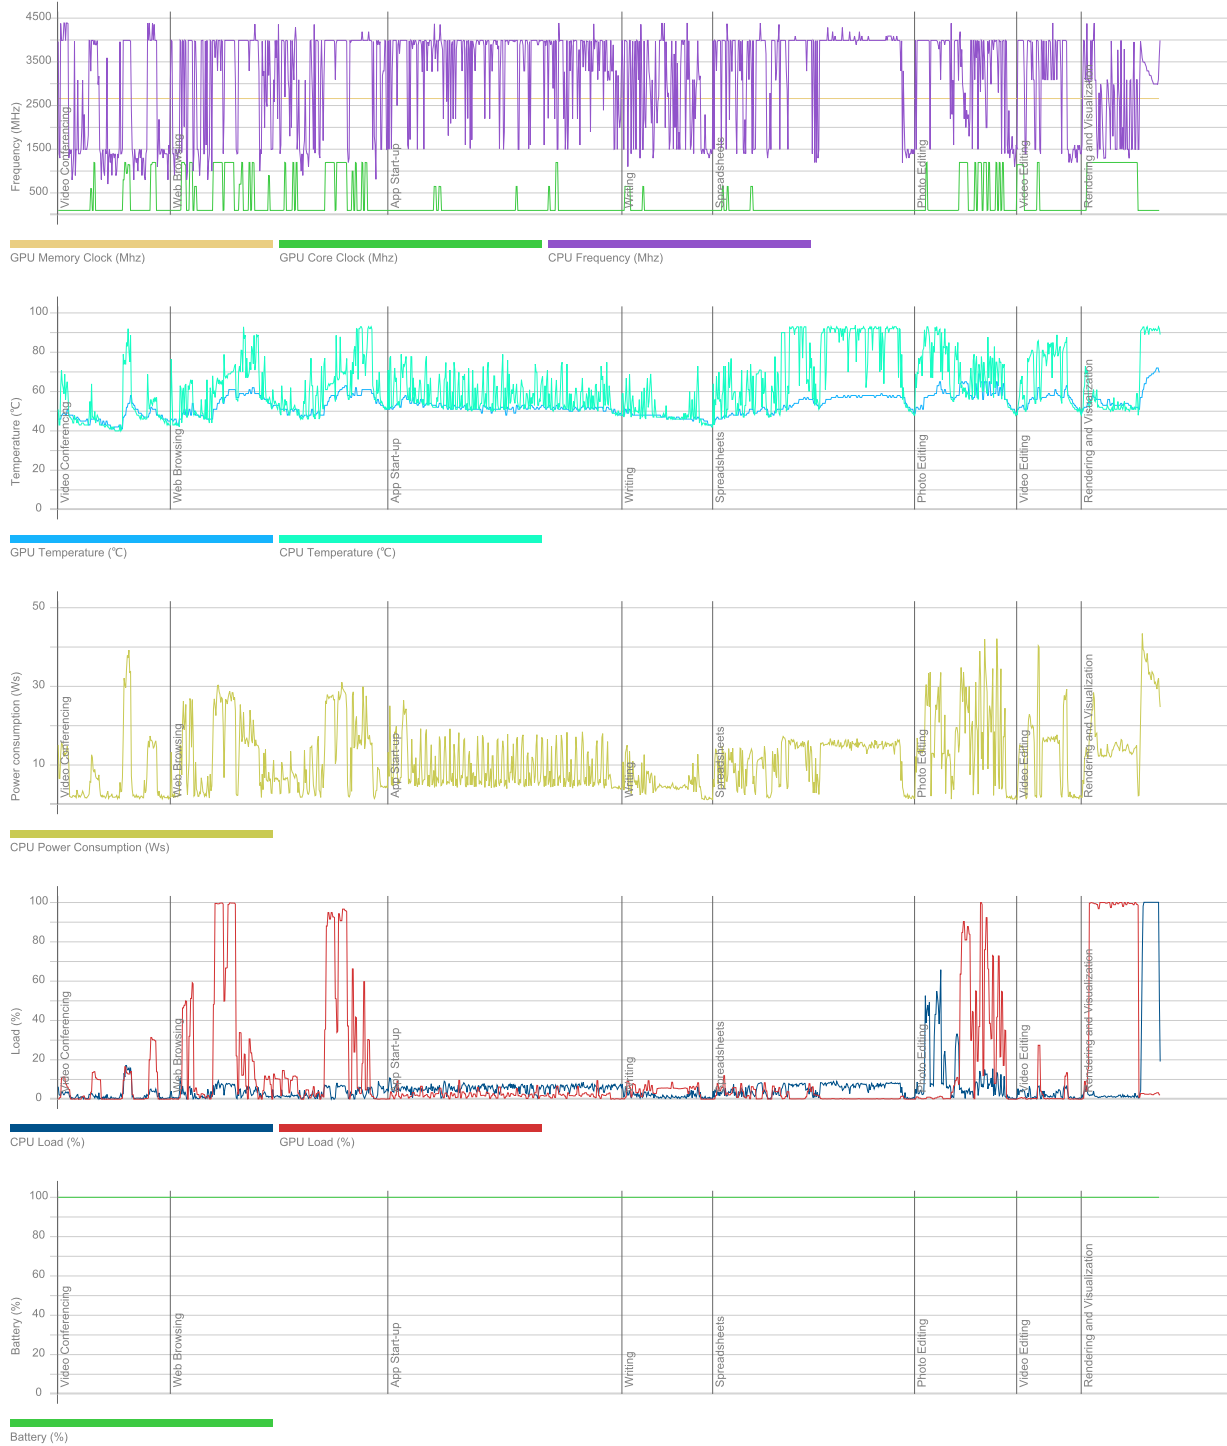 4500
3500
2500
1500
500
Frequency (MHz)
Video Conferencing
Web Browsing
App Start-up
Writing
Spreadsheets
Photo Editing
Video Editing
Rendering and Visualization
GPU Memory Clock (Mhz)
GPU Core Clock (Mhz)
CPU Frequency (Mhz)
100
80
60
40
20
0
Temperature (℃)
Video Conferencing
Web Browsing
App Start-up
Writing
Spreadsheets
Photo Editing
Video Editing
Rendering and Visualization
GPU Temperature (℃)
CPU Temperature (℃)
50
30
10
Power consumption (Ws)
Video Conferencing
Web Browsing
App Start-up
Writing
Spreadsheets
Photo Editing
Video Editing
Rendering and Visualization
CPU Power Consumption (Ws)
100
80
60
40
20
0
Load (%)
Video Conferencing
Web Browsing
App Start-up
Writing
Spreadsheets
Photo Editing
Video Editing
Rendering and Visualization
CPU Load (%)
GPU Load (%)
100
80
60
40
20
0
Battery (%)
Video Conferencing
Web Browsing
App Start-up
Writing
Spreadsheets
Photo Editing
Video Editing
Rendering and Visualization
Battery (%)